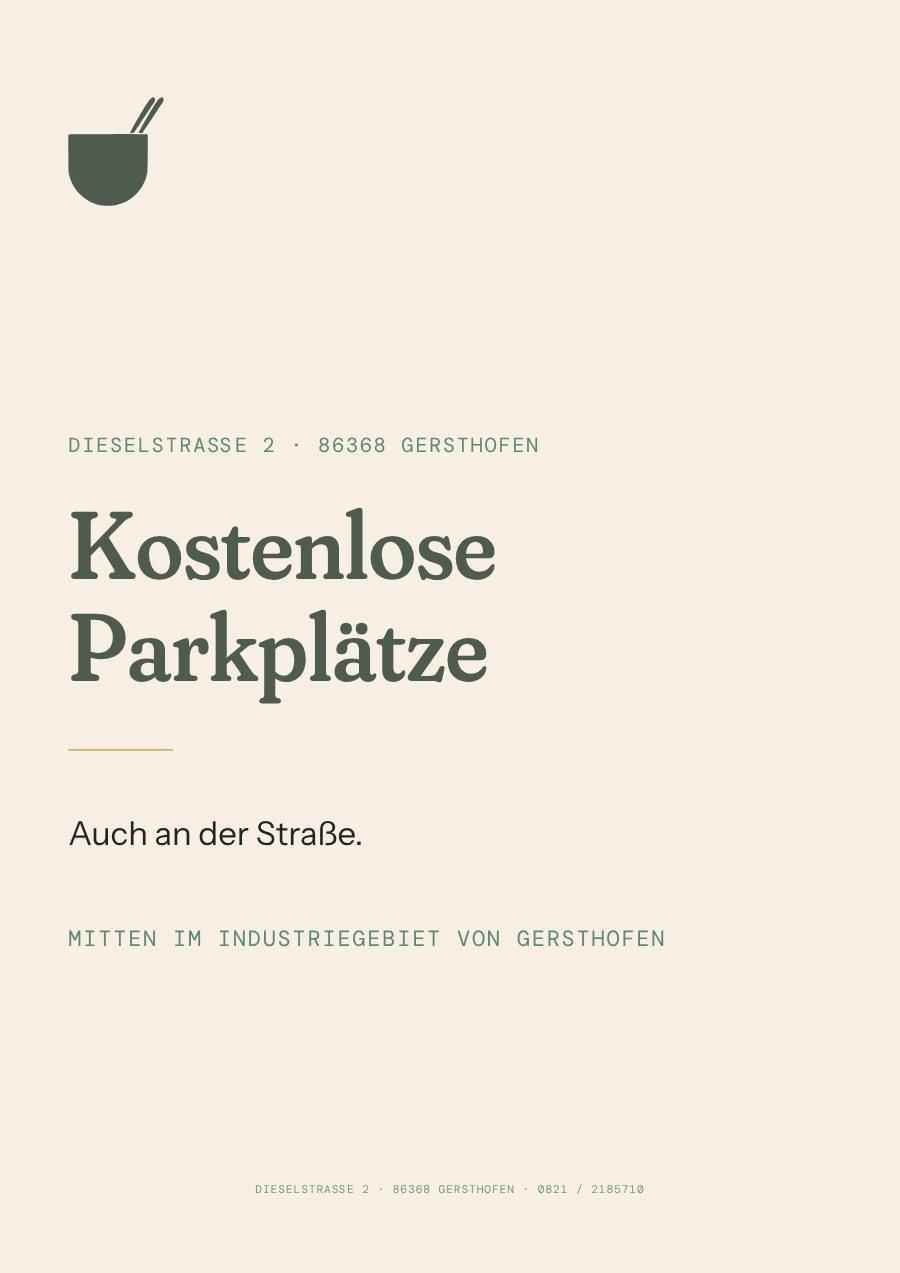 DIESELSTRASSE 2 · 86368 GERSTHOFEN
Kostenlose
Parkplätze
Auch an der Straße.
MITTEN IM INDUSTRIEGEBIET VON GERSTHOFEN
DIESELSTRASSE 2 · 86368 GERSTHOFEN · 0821 / 2185710